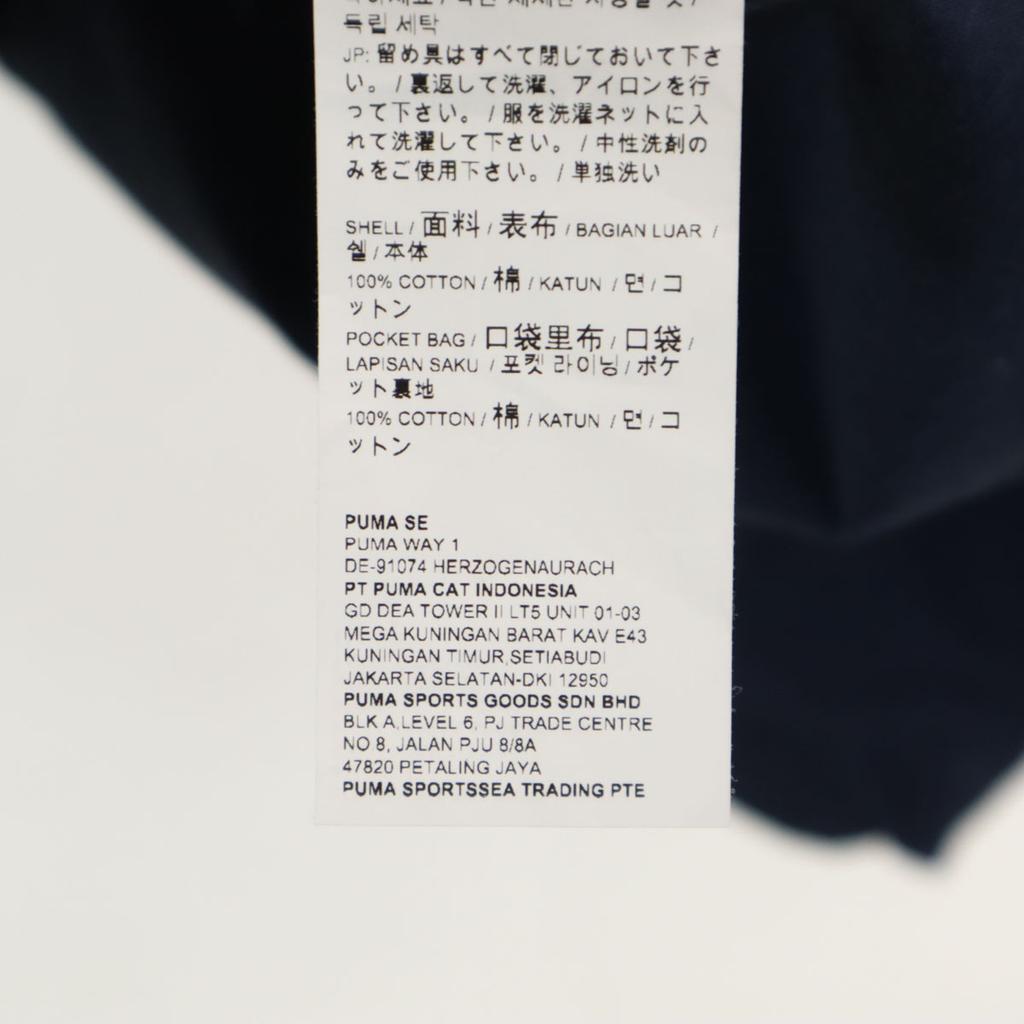 독립 세탁
JP: 留め具はすべて閉じておいて下さ
い。 / 裏返して洗濯、アイロンを行
って下さい。 / 服を洗濯ネットに入
れて洗濯して下さい。 / 中性洗剤の
みをご使用下さい。 / 単独洗い
SHELL / 面料 / 表布 / BAGIAN LUAR /
쉘 / 本体
100% COTTON / 棉 / KATUN / 면 / コ
ットン
POCKET BAG / 口袋里布 / 口袋 /
LAPISAN SAKU / 포켓 라이닝 / ポケ
ット裏地
100% COTTON / 棉 / KATUN / 면 / コ
ットン
PUMA SE
PUMA WAY 1
DE-91074 HERZOGENAURACH
PT PUMA CAT INDONESIA
GD DEA TOWER II LT5 UNIT 01-03
MEGA KUNINGAN BARAT KAV E43
KUNINGAN TIMUR,SETIABUDI
JAKARTA SELATAN-DKI 12950
PUMA SPORTS GOODS SDN BHD
BLK A,LEVEL 6, PJ TRADE CENTRE
NO 8, JALAN PJU 8/8A
47820 PETALING JAYA
PUMA SPORTSSEA TRADING PTE